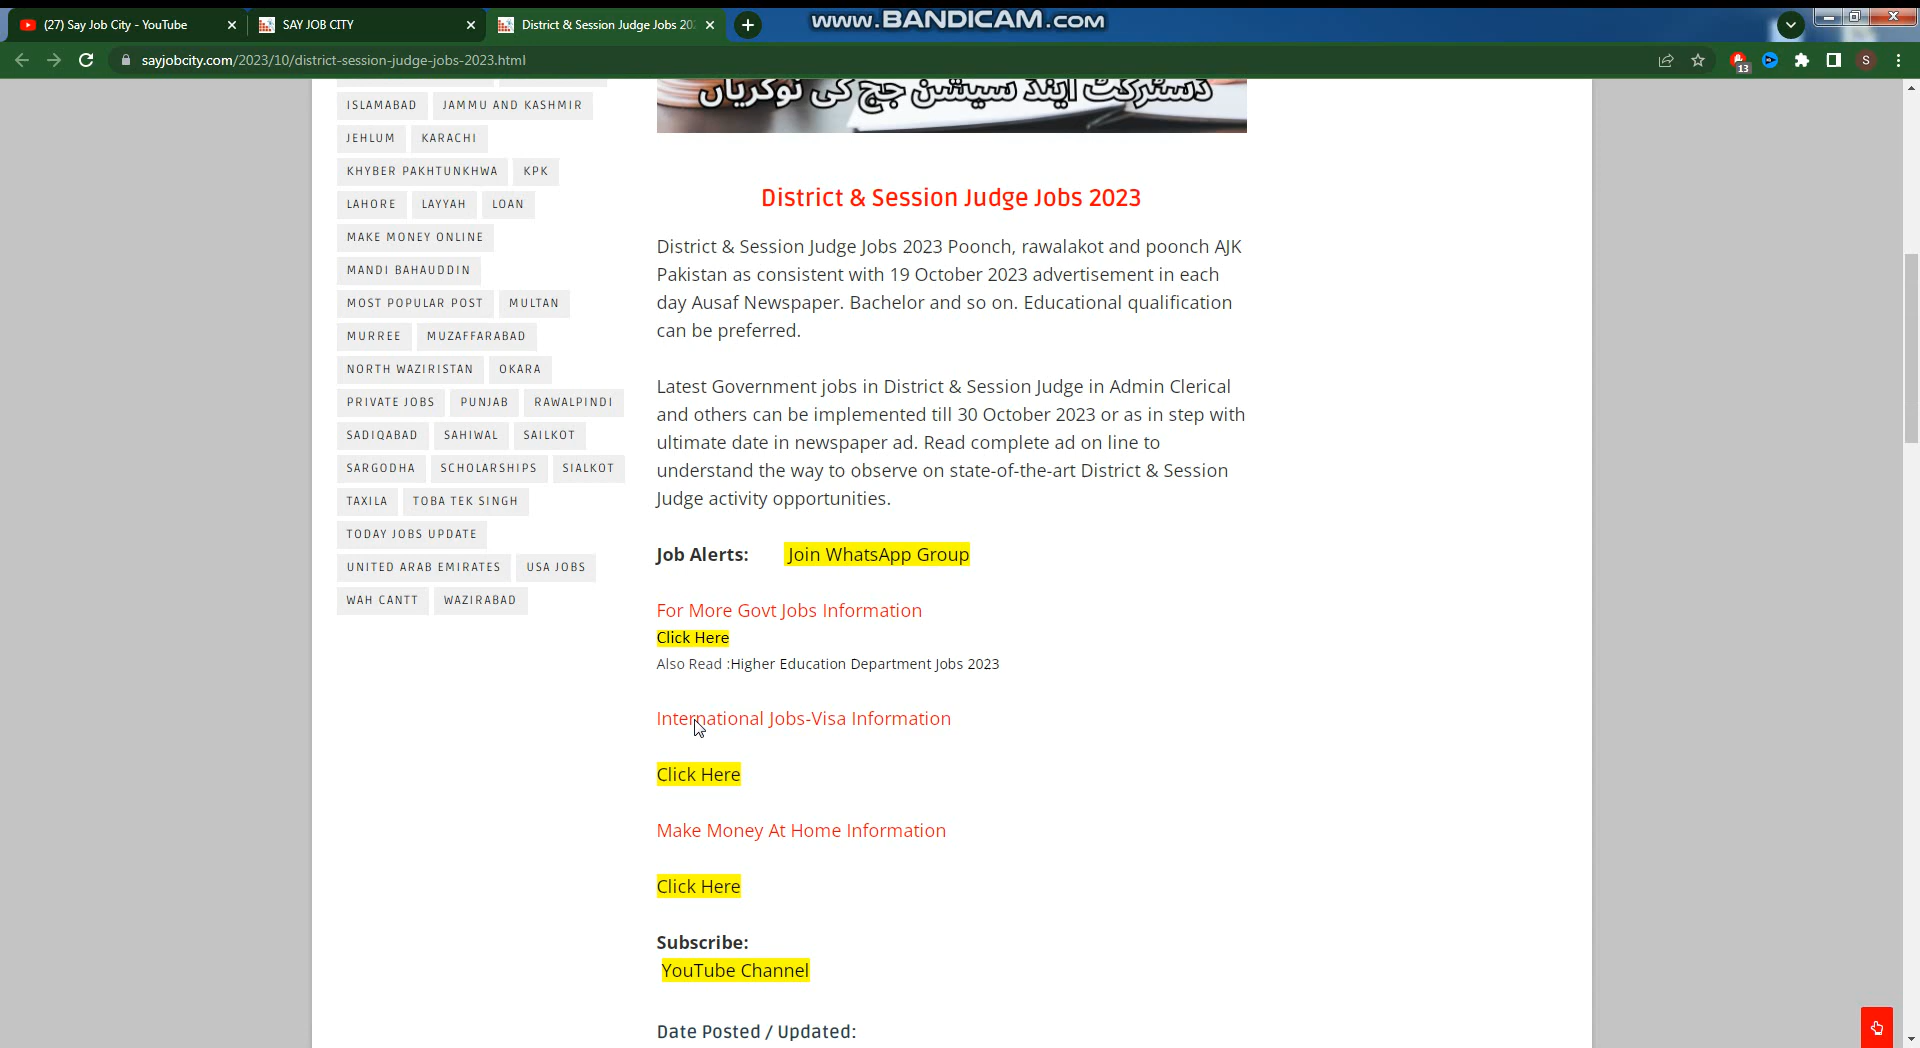 (27) Say Job City - YouTube
SAY JOB CITY
District & Session Judge Jobs 202
www.BANDICAM.com
sayjobcity.com/2023/10/district-session-judge-jobs-2023.html
13
S
ISLAMABAD JAMMU AND KASHMIR
JEHLUM KARACHI
KHYBER PAKHTUNKHWA KPK
LAHORE LAYYAH LOAN
MAKE MONEY ONLINE
MANDI BAHAUDDIN
MOST POPULAR POST MULTAN
MURREE MUZAFFARABAD
NORTH WAZIRISTAN OKARA
PRIVATE JOBS PUNJAB RAWALPINDI
SADIQABAD SAHIWAL SAILKOT
SARGODHA SCHOLARSHIPS SIALKOT
TAXILA TOBA TEK SINGH
TODAY JOBS UPDATE
UNITED ARAB EMIRATES USA JOBS
WAH CANTT WAZIRABAD
ڈسٹرکٹ اینڈ سیشن جج کی نوکریاں
District & Session Judge Jobs 2023
District & Session Judge Jobs 2023 Poonch, rawalakot and poonch AJK
Pakistan as consistent with 19 October 2023 advertisement in each
day Ausaf Newspaper. Bachelor and so on. Educational qualification
can be preferred.
Latest Government jobs in District & Session Judge in Admin Clerical
and others can be implemented till 30 October 2023 or as in step with
ultimate date in newspaper ad. Read complete ad on line to
understand the way to observe on state-of-the-art District & Session
Judge activity opportunities.
Job Alerts: Join WhatsApp Group
For More Govt Jobs Information
Click Here
Also Read :Higher Education Department Jobs 2023
International Jobs-Visa Information
Click Here
Make Money At Home Information
Click Here
Subscribe:
YouTube Channel
Date Posted / Updated: